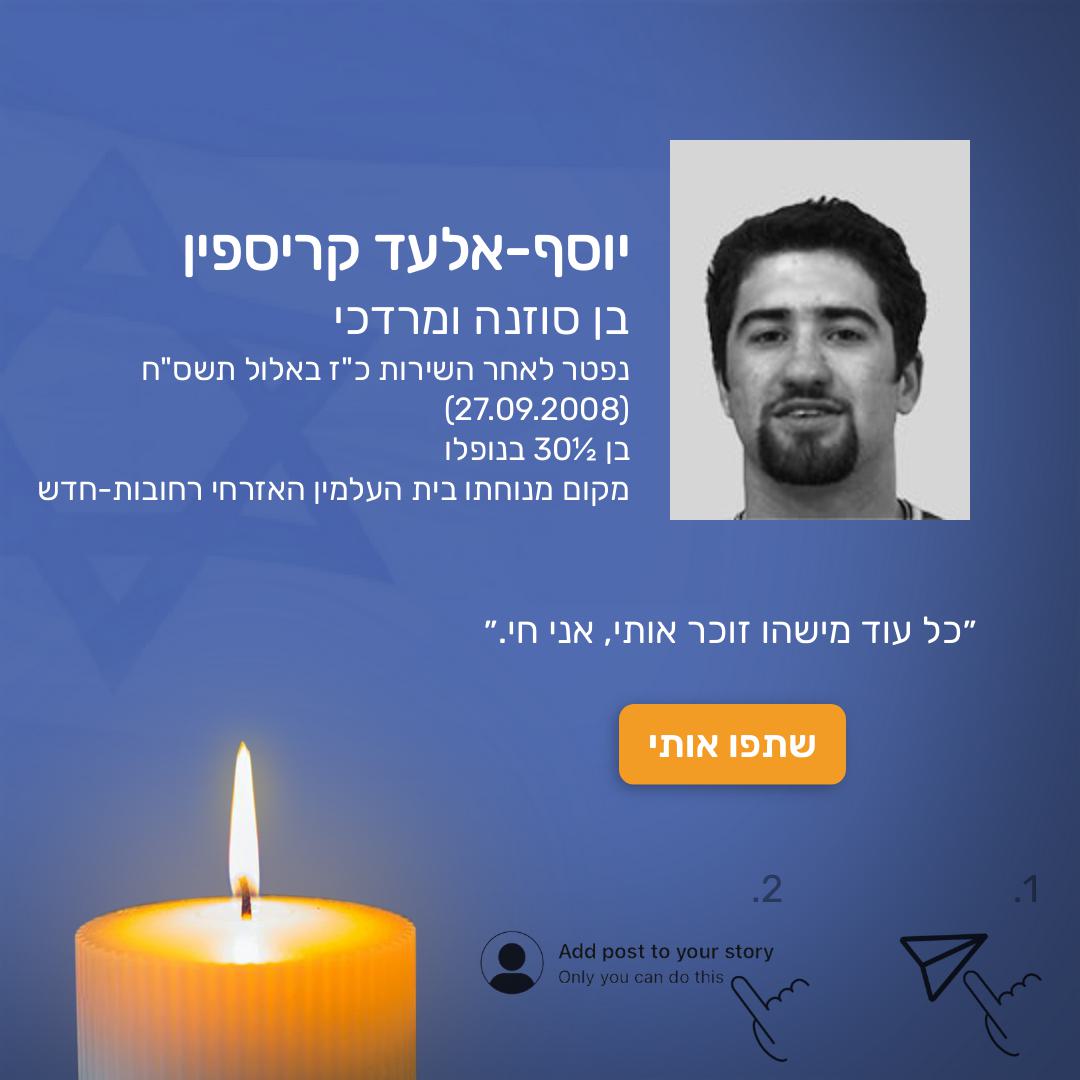 יוסף-אלעד קריספין
בן סוזנה ומרדכי
נפטר לאחר השירות כ"ז באלול תשס"ח
(27.09.2008)
בן 30½ בנופלו
מקום מנוחתו בית העלמין האזרחי רחובות-חדש
״כל עוד מישהו זוכר אותי, אני חי.״
שתפו אותי
1.
2.
Add post to your story
Only you can do this